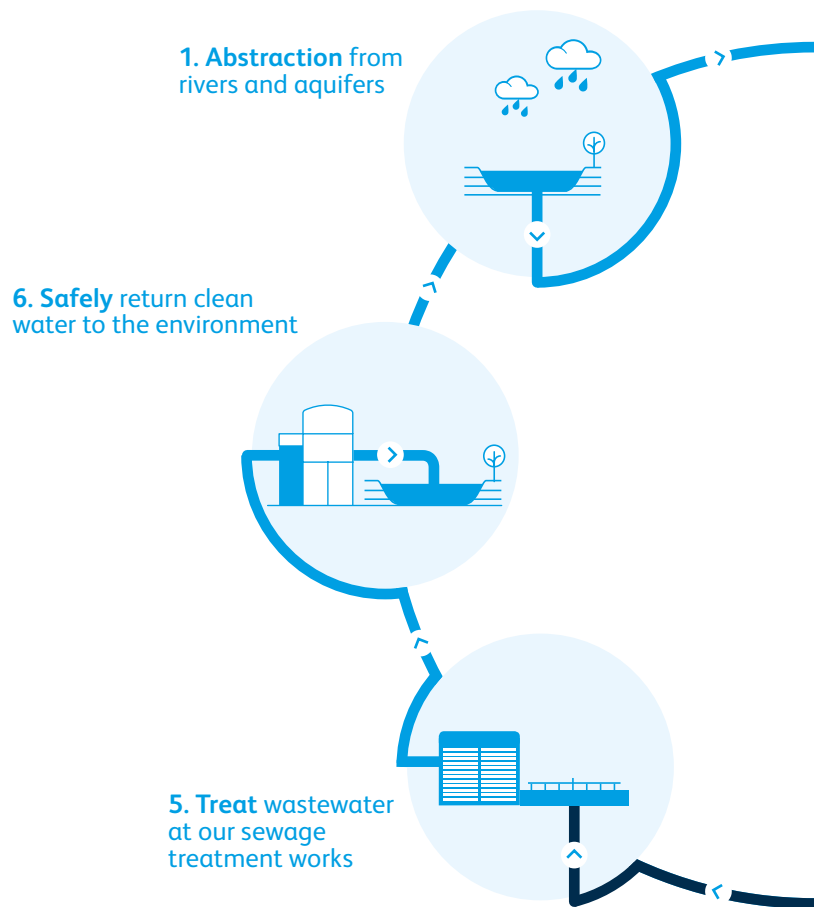 1. Abstraction from
rivers and aquifers
6. Safely return clean
water to the environment
5. Treat wastewater
at our sewage
treatment works